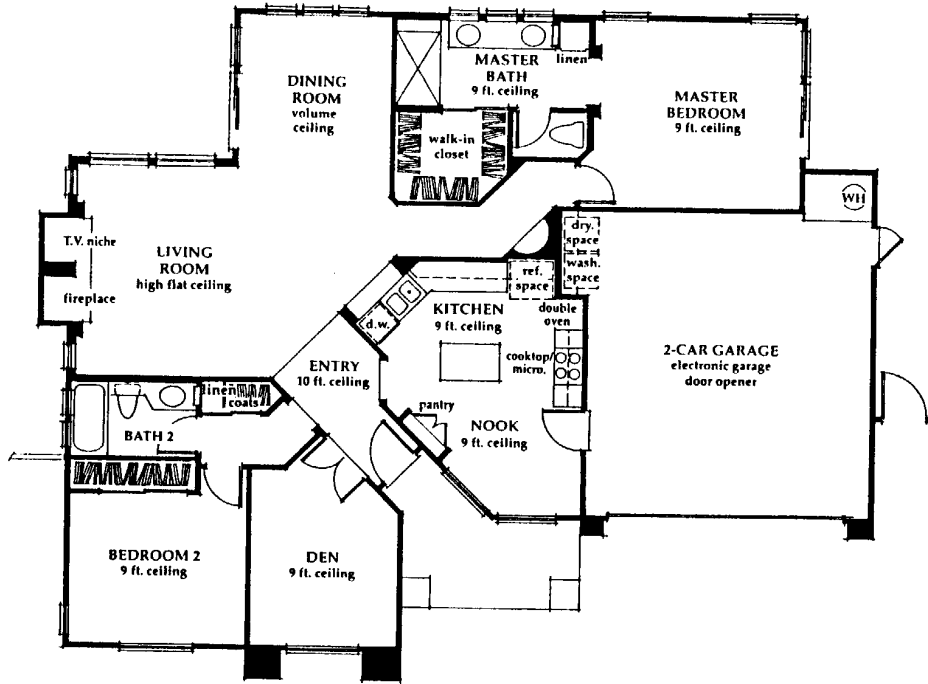 DINING
ROOM
volume
ceiling
MASTER
BATH
9 ft. ceiling
linen
MASTER
BEDROOM
9 ft. ceiling
walk-in
closet
WH
T.V. niche
LIVING
ROOM
high flat ceiling
fireplace
dry.
space
wash.
space
ref.
space
KITCHEN
9 ft. ceiling
double
oven
d.w.
cooktop/
micro.
2-CAR GARAGE
electronic garage
door opener
ENTRY
10 ft. ceiling
linen
coats
pantry
NOOK
9 ft. ceiling
BATH 2
BEDROOM 2
9 ft. ceiling
DEN
9 ft. ceiling